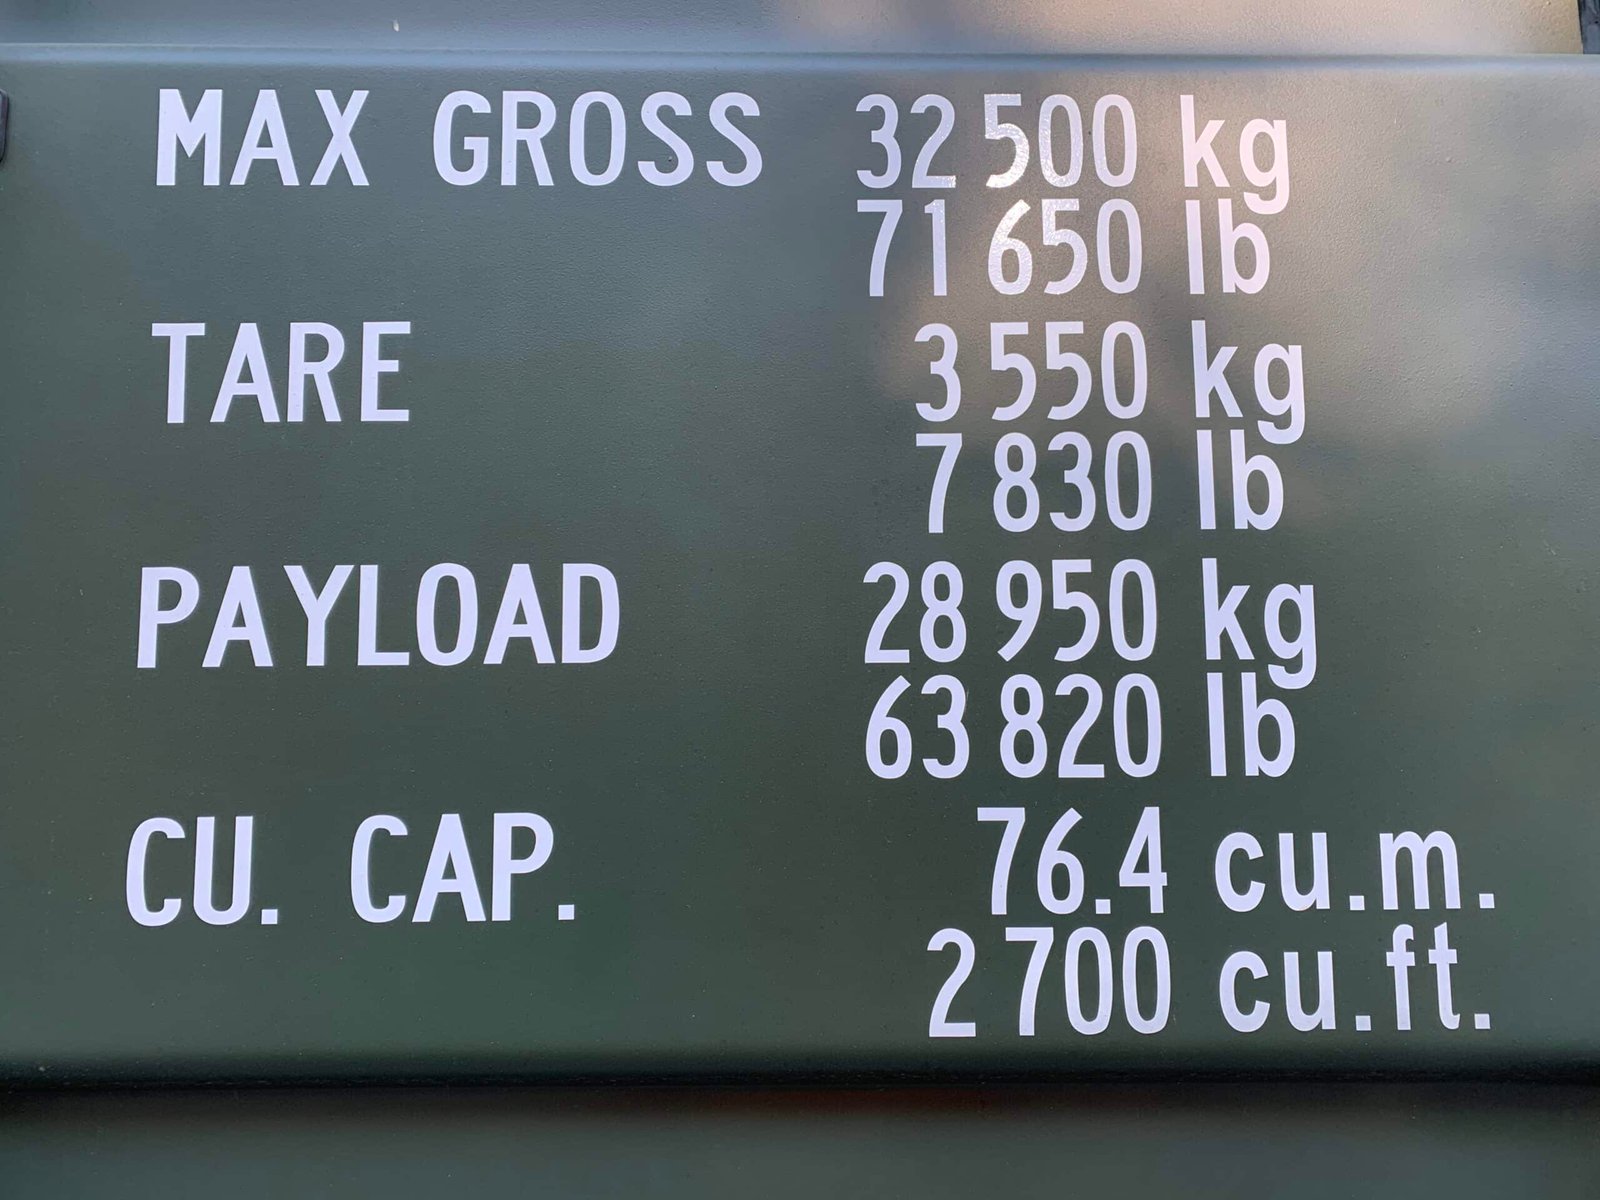 MAX GROSS 32 500 kg
71 650 lb
TARE 3 550 kg
7 830 lb
PAYLOAD 28 950 kg
63 820 lb
CU. CAP. 76.4 cu.m.
2 700 cu.ft.